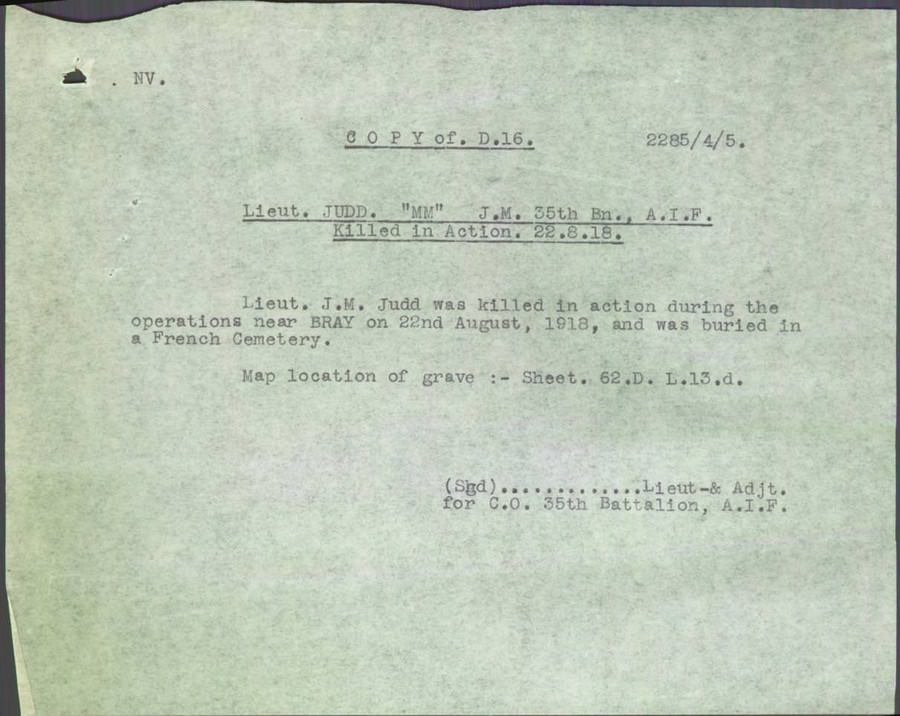 . NV.
C O P Y of. D.16. 2285/4/5.
Lieut. JUDD. "MM" J.M. 35th Bn., A.I.F.
Killed in Action. 22.8.18.
Lieut. J.M. Judd was killed in action during the
operations near BRAY on 22nd August, 1918, and was buried in
a French Cemetery.
Map location of grave :- Sheet. 62.D. L.13.d.
(Sgd).............Lieut-& Adjt.
for C.O. 35th Battalion, A.I.F.